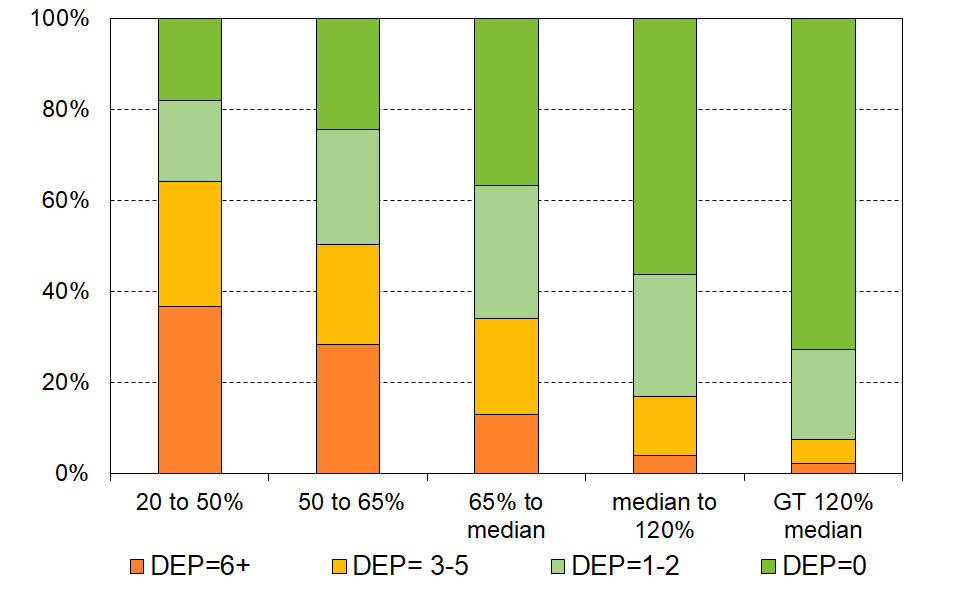 100%
80%
60%
40%
20%
0%
20 to 50%
50 to 65%
65% to
median
median to
120%
GT 120%
median
DEP=6+
DEP= 3-5
DEP=1-2
DEP=0